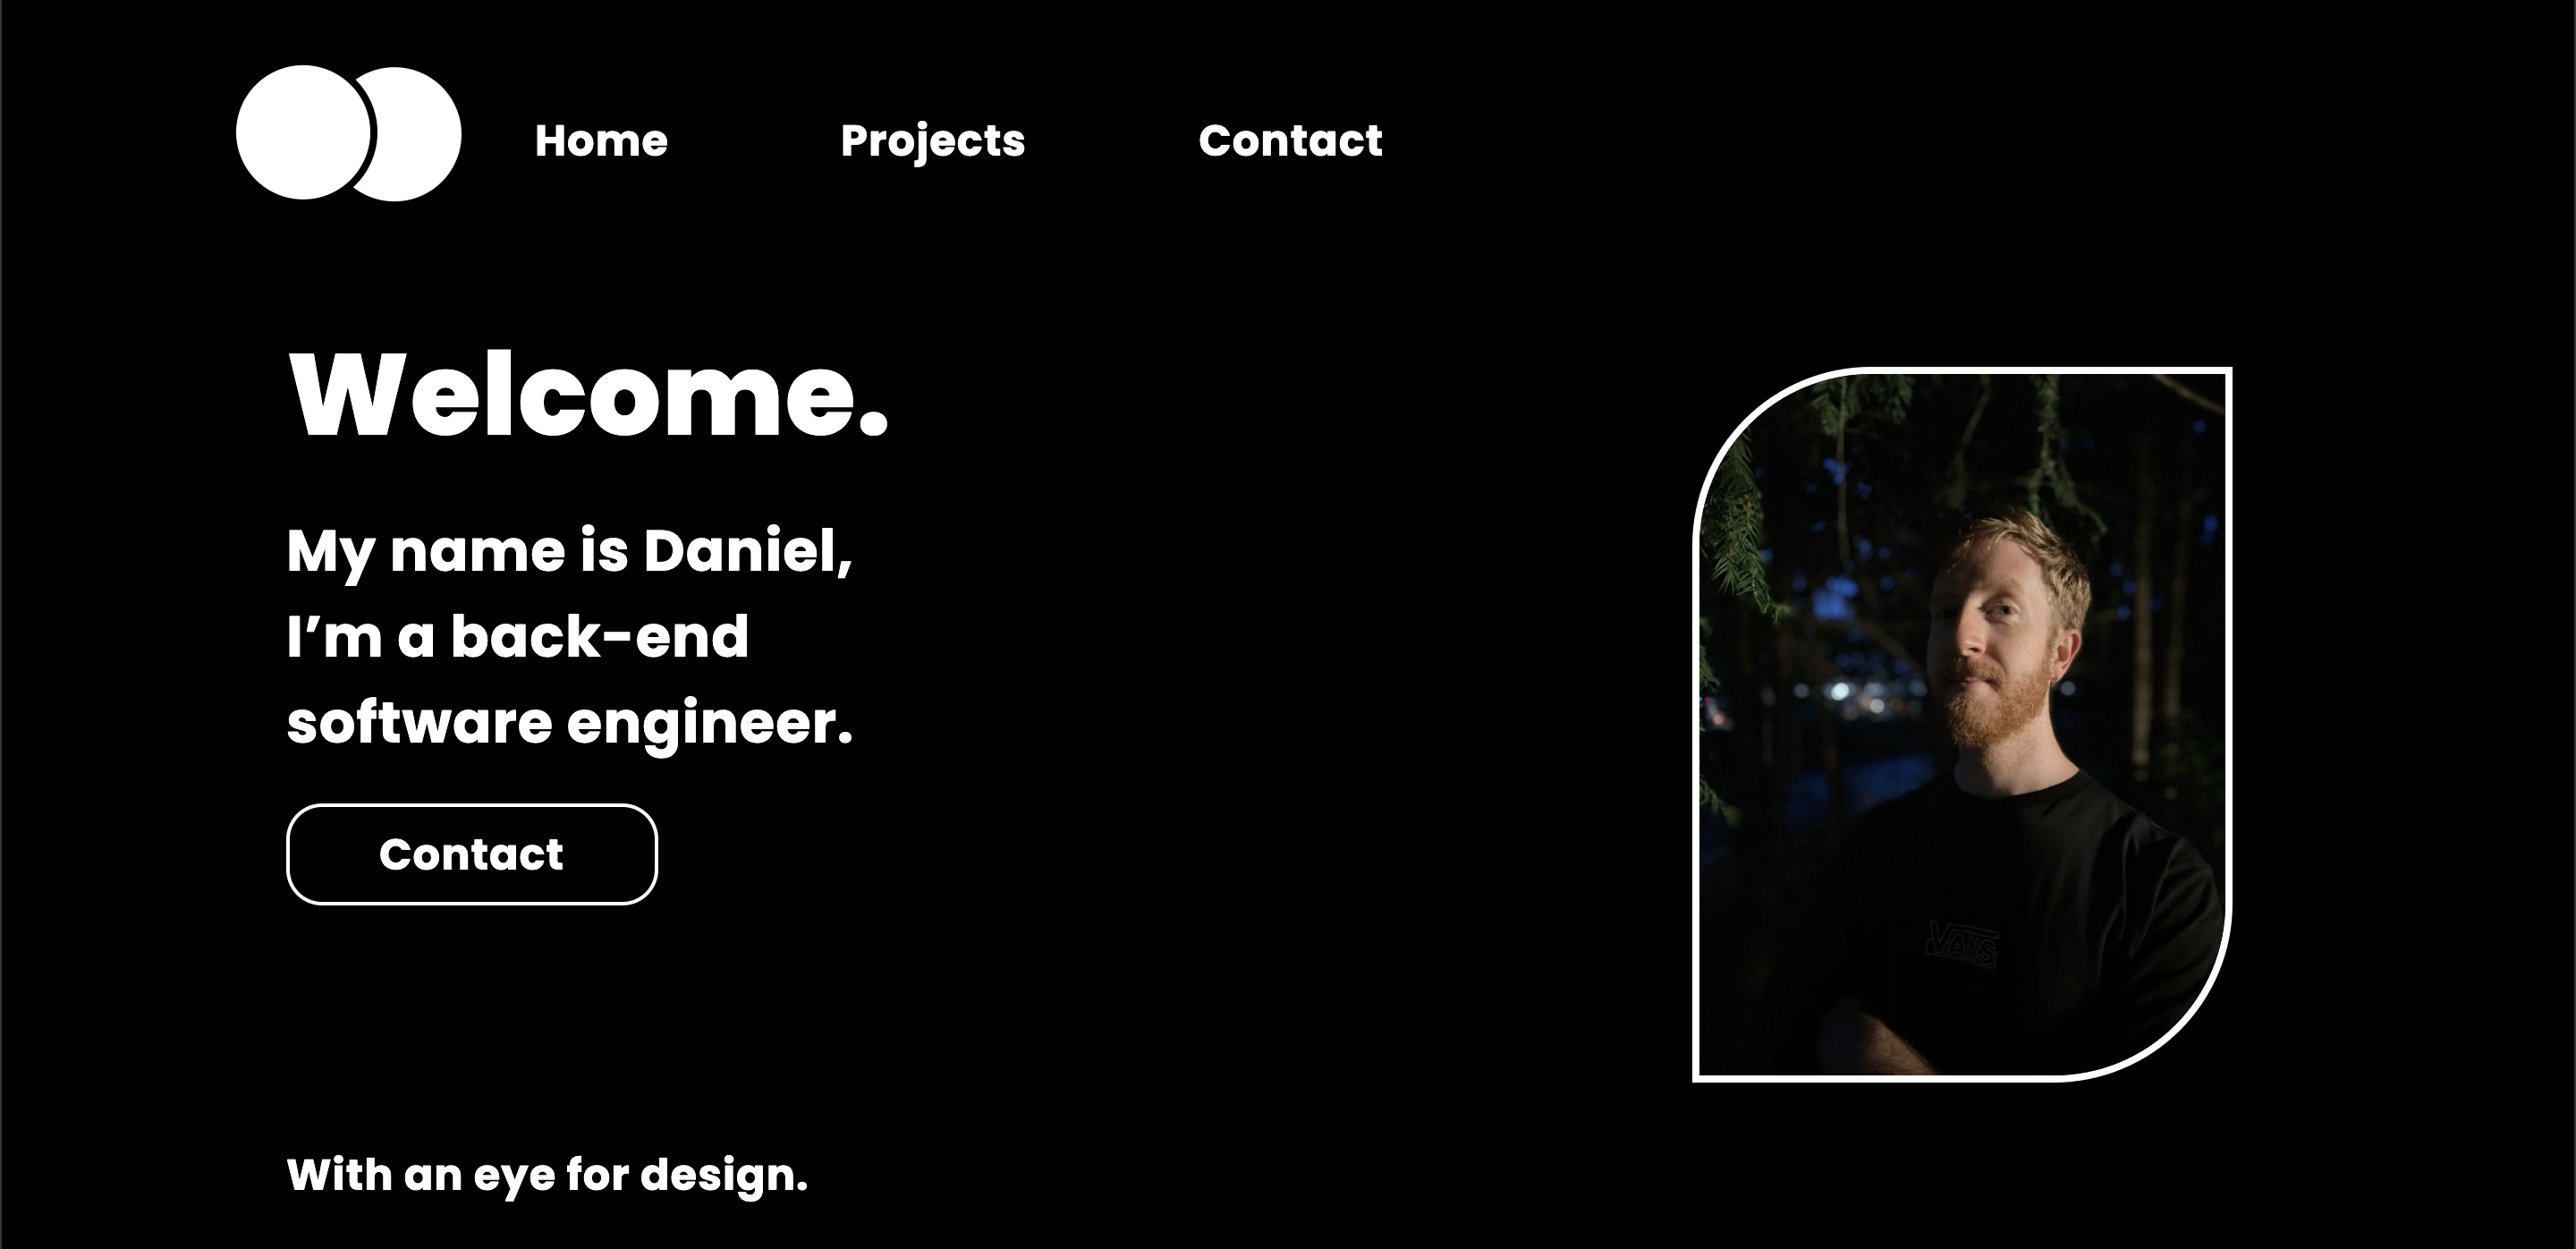 Home Projects Contact
Welcome.
My name is Daniel,
I’m a back-end
software engineer.
Contact
VANS
With an eye for design.